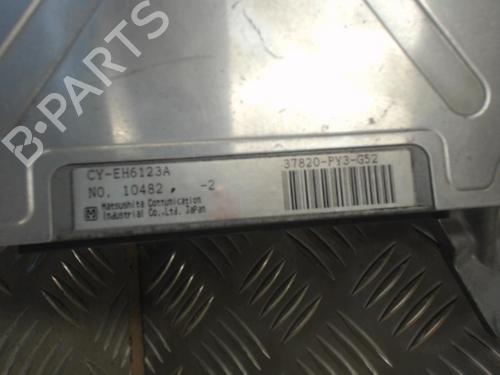 B-PARTS
CY-EH6123A
37820-PY3-G52
NO. 10482, -2
Matsushita Communication
Industrial Co.,Ltd. Japan